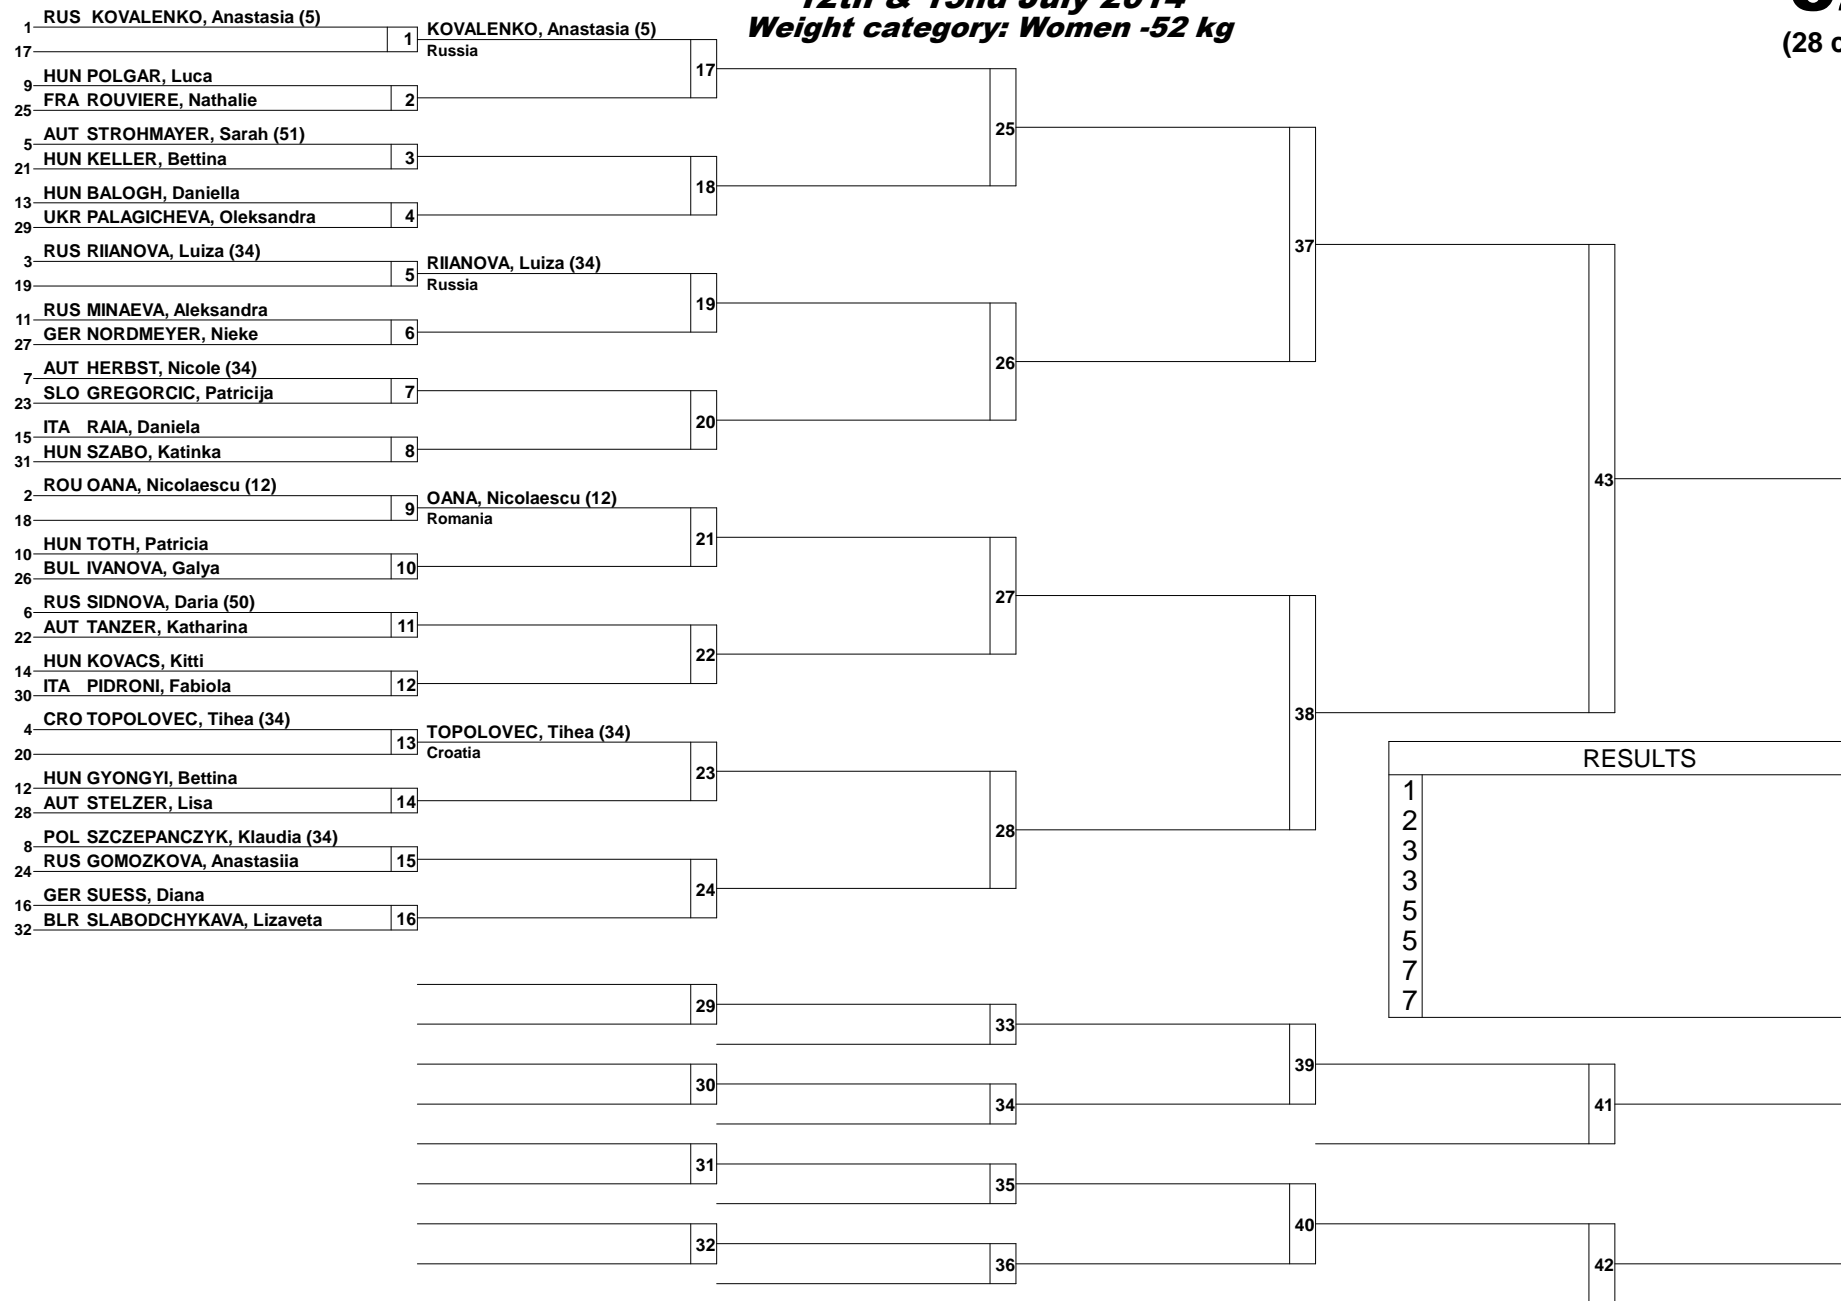 12th & 13nd July 2014
Weight category: Women -52 kg
(28 c
1 RUS KOVALENKO, Anastasia (5)
17
1 KOVALENKO, Anastasia (5)
Russia
9 HUN POLGAR, Luca
25 FRA ROUVIERE, Nathalie
2
17
5 AUT STROHMAYER, Sarah (51)
21 HUN KELLER, Bettina
3
13 HUN BALOGH, Daniella
29 UKR PALAGICHEVA, Oleksandra
4
18
25
3 RUS RIIANOVA, Luiza (34)
19
5 RIIANOVA, Luiza (34)
Russia
11 RUS MINAEVA, Aleksandra
27 GER NORDMEYER, Nieke
6
19
7 AUT HERBST, Nicole (34)
23 SLO GREGORCIC, Patricija
7
15 ITA RAIA, Daniela
31 HUN SZABO, Katinka
8
20
26
37
2 ROU OANA, Nicolaescu (12)
18
9 OANA, Nicolaescu (12)
Romania
10 HUN TOTH, Patricia
26 BUL IVANOVA, Galya
10
21
6 RUS SIDNOVA, Daria (50)
22 AUT TANZER, Katharina
11
14 HUN KOVACS, Kitti
30 ITA PIDRONI, Fabiola
12
22
27
4 CRO TOPOLOVEC, Tihea (34)
20
13 TOPOLOVEC, Tihea (34)
Croatia
12 HUN GYONGYI, Bettina
28 AUT STELZER, Lisa
14
23
8 POL SZCZEPANCZYK, Klaudia (34)
24 RUS GOMOZKOVA, Anastasiia
15
16 GER SUESS, Diana
32 BLR SLABODCHYKAVA, Lizaveta
16
24
28
38
43
RESULTS
1
2
3
3
5
5
7
7
29
33
30
34
39
41
31
35
32
36
40
42